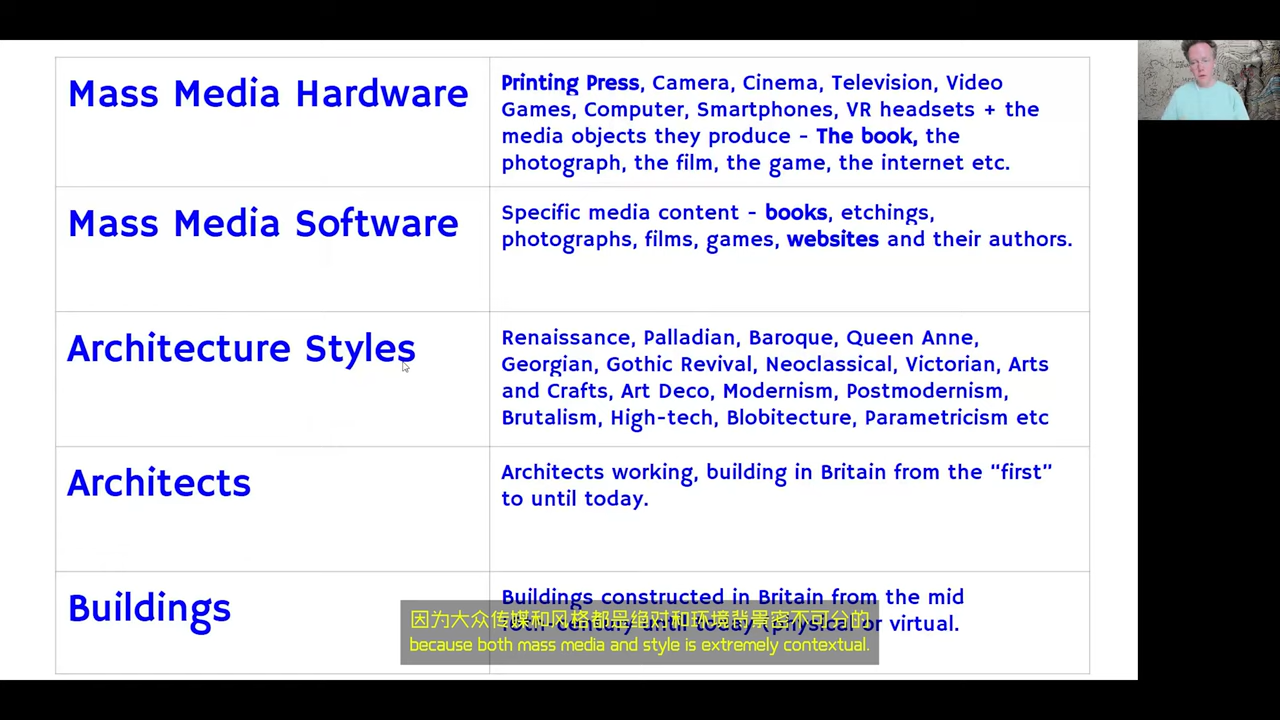 Mass Media Hardware
Printing Press, Camera, Cinema, Television, Video
Games, Computer, Smartphones, VR headsets + the
media objects they produce - The book, the
photograph, the film, the game, the internet etc.
Mass Media Software
Specific media content - books, etchings,
photographs, films, games, websites and their authors.
Architecture Styles
Renaissance, Palladian, Baroque, Queen Anne,
Georgian, Gothic Revival, Neoclassical, Victorian, Arts
and Crafts, Art Deco, Modernism, Postmodernism,
Brutalism, High-tech, Blobitecture, Parametricism etc
Architects
Architects working, building in Britain from the “first”
to until today.
Buildings
Buildings constructed in Britain from the mid
century until today (physical or virtual.
因为大众传媒和风格都是绝对和环境背景密不可分的
because both mass media and style is extremely contextual.